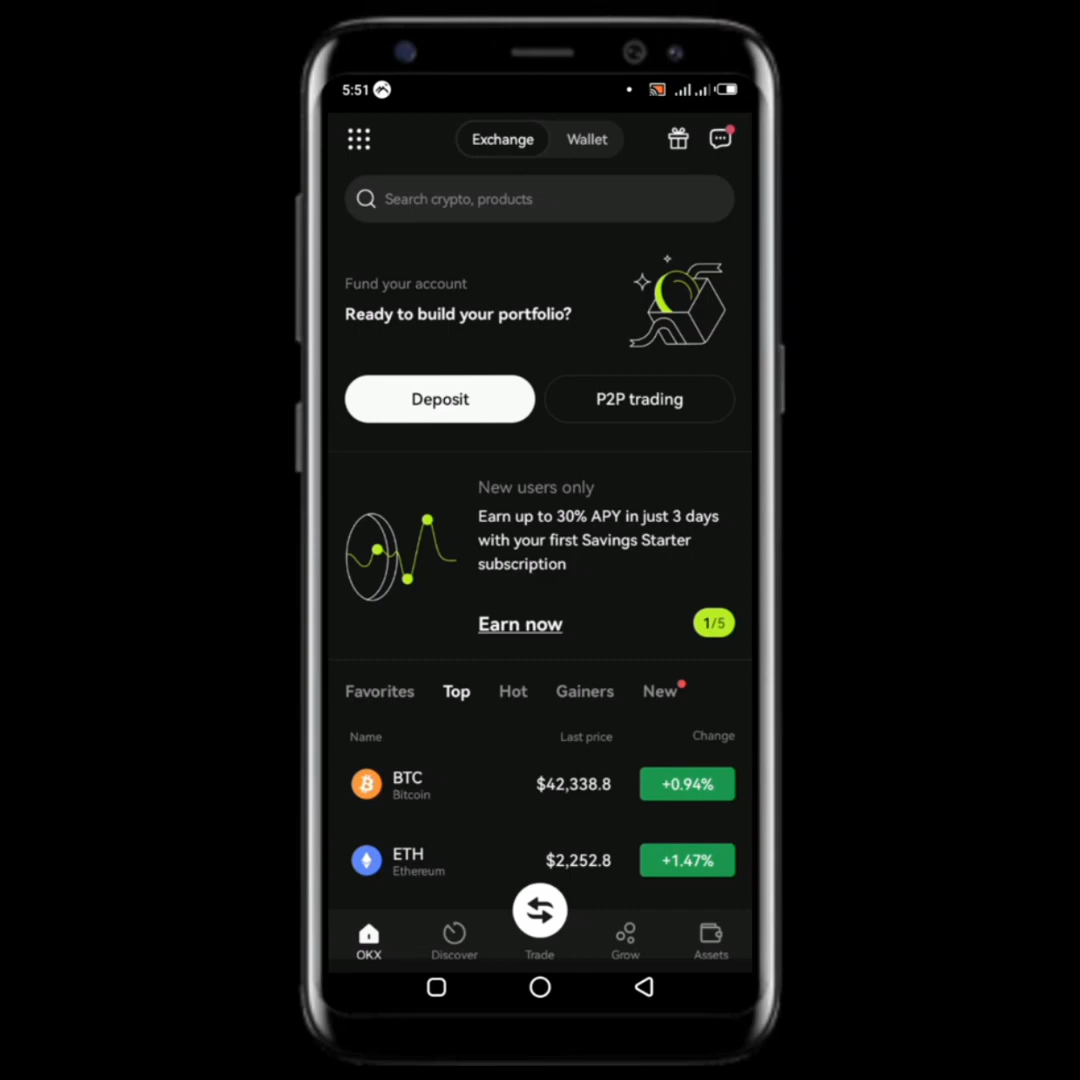 5:51
Exchange Wallet
Search crypto, products
Fund your account
Ready to build your portfolio?
Deposit P2P trading
New users only
Earn up to 30% APY in just 3 days
with your first Savings Starter
subscription
Earn now 1/5
Favorites Top Hot Gainers New
Name Last price Change
BTC $42,338.8 +0.94%
Bitcoin
ETH $2,252.8 +1.47%
Ethereum
OKX Discover Trade Grow Assets